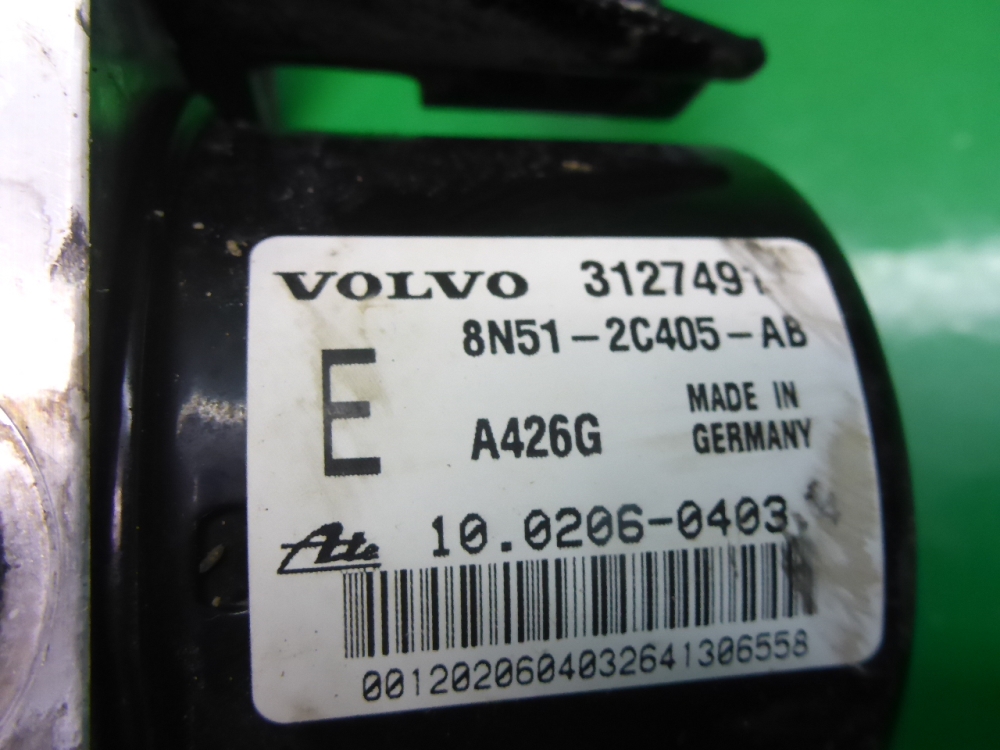 VOLVO
8N51-2C405-AB
E
A426G
MADE IN
GERMANY
Ate 10.0206-0403
0012020604032641306558